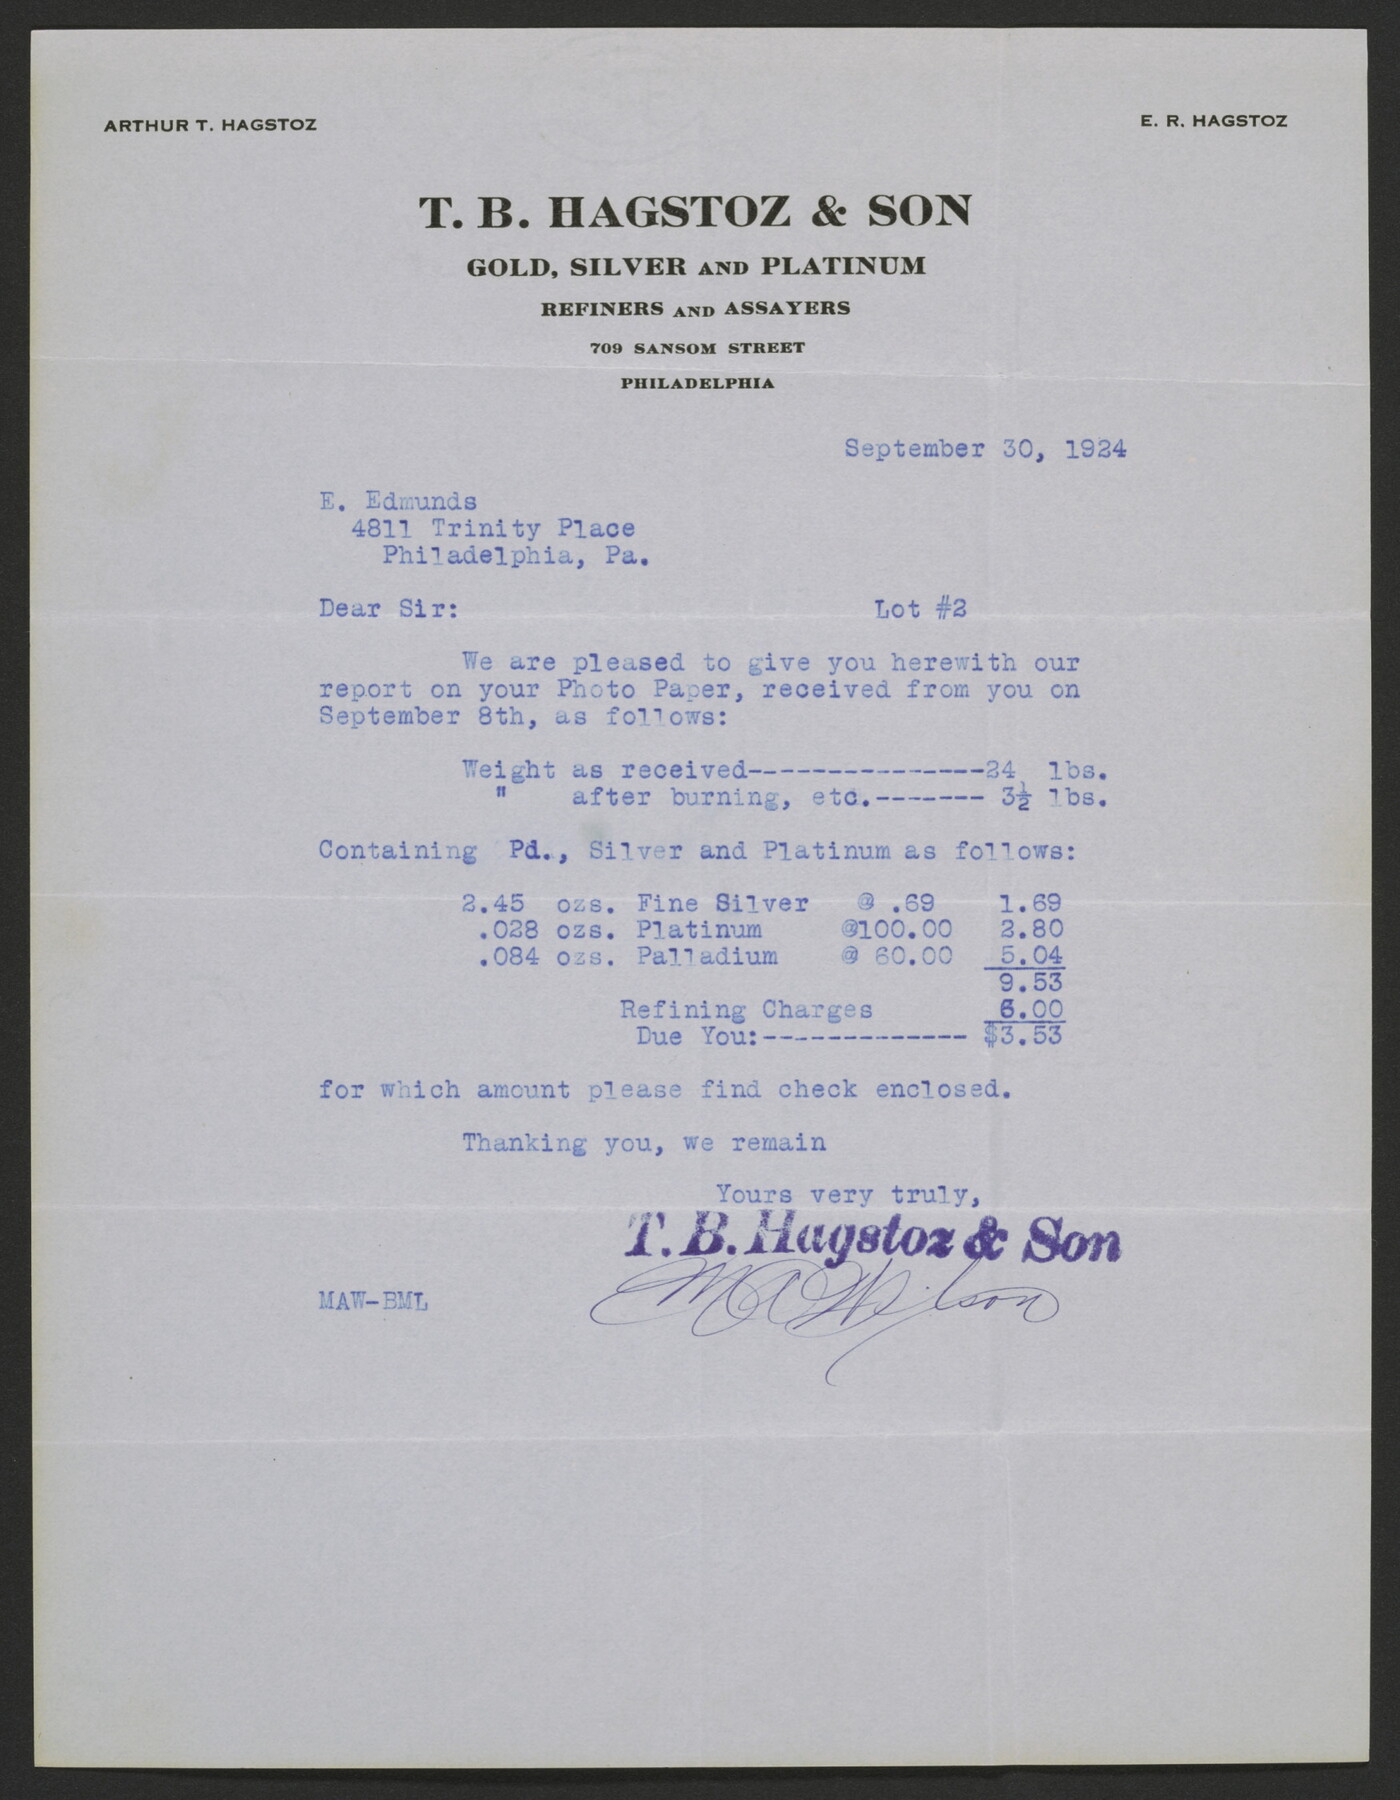 ARTHUR T. HAGSTOZ
E. R. HAGSTOZ
T. B. HAGSTOZ & SON
GOLD, SILVER AND PLATINUM
REFINERS AND ASSAYERS
709 SANSOM STREET
PHILADELPHIA
September 30, 1924
E. Edmunds
4811 Trinity Place
Philadelphia, Pa.
Dear Sir: Lot #2
We are pleased to give you herewith our
report on your Photo Paper, received from you on
September 8th, as follows:
Weight as received---------------24 lbs.
" after burning, etc.------- 3½ lbs.
Containing Pd., Silver and Platinum as follows:
2.45 ozs. Fine Silver @ .69 1.69
.028 ozs. Platinum @100.00 2.80
.084 ozs. Palladium @ 60.00 5.04
9.53
Refining Charges 6.00
Due You:------------- $3.53
for which amount please find check enclosed.
Thanking you, we remain
Yours very truly,
T. B. Hagstoz & Son
M A Wilson
MAW-BML